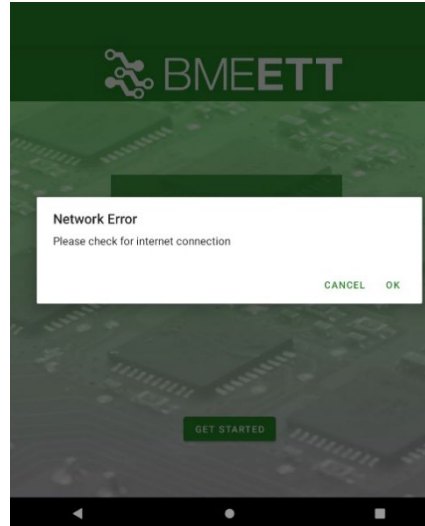 BMEETT
Network Error
Please check for internet connection
CANCEL OK
GET STARTED